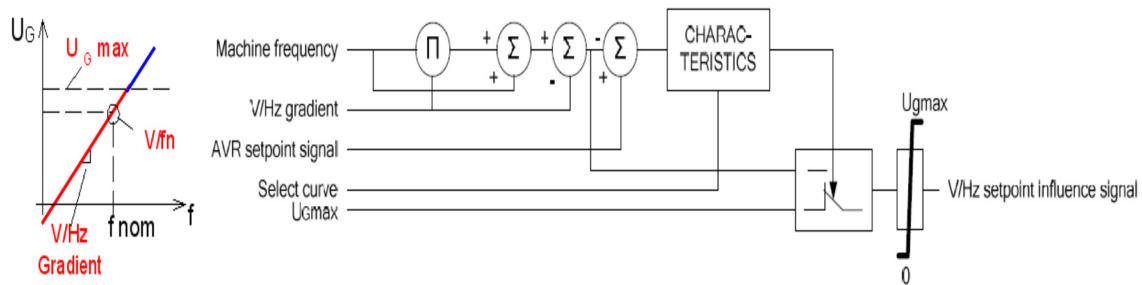 UG
U G max
V/fn
f
f nom
V/Hz
Gradient
Machine frequency
Π
+
Σ
+
+
Σ
-
-
Σ
+
CHARAC-
TERISTICS
V/Hz gradient
AVR setpoint signal
Select curve
UGmax
Ugmax
V/Hz setpoint influence signal
0